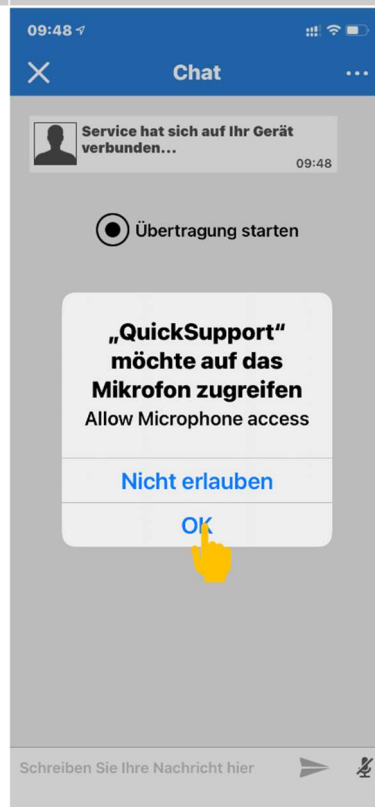 09:48
Chat
Service hat sich auf Ihr Gerät
verbunden...
09:48
Übertragung starten
„QuickSupport“
möchte auf das
Mikrofon zugreifen
Allow Microphone access
Nicht erlauben
OK
Schreiben Sie Ihre Nachricht hier